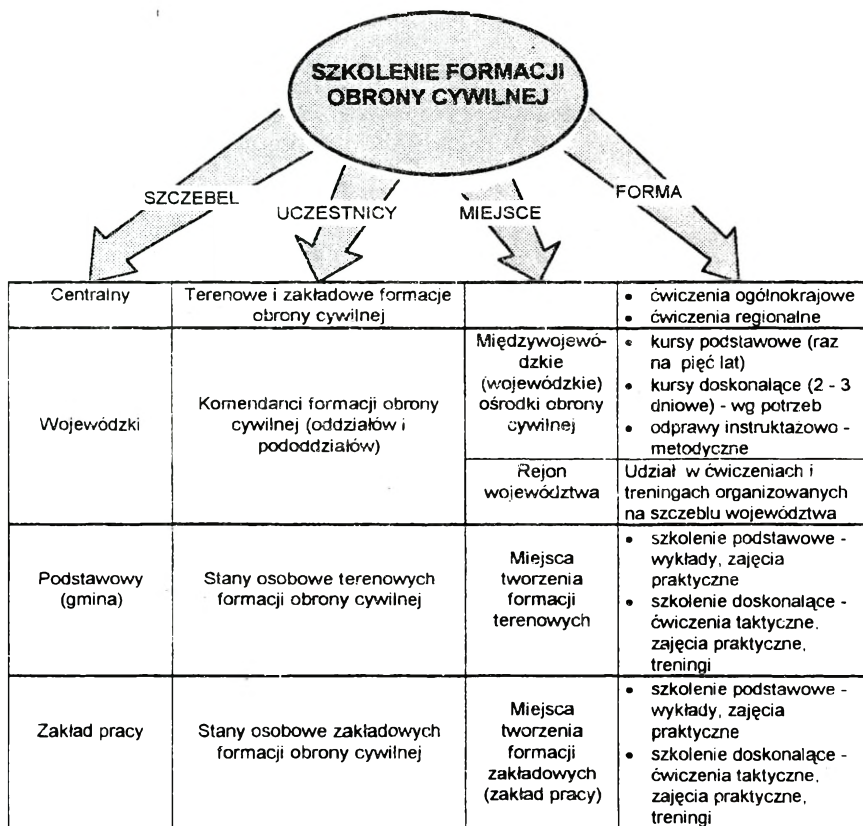 SZKOLENIE FORMACJI
OBRONY CYWILNEJ
SZCZEBEL
UCZESTNICY
MIEJSCE
FORMA
Centralny
Terenowe i zakładowe formacje
obrony cywilnej
• ćwiczenia ogólnokrajowe
• ćwiczenia regionalne
Wojewódzki
Komendanci formacji obrony
cywilnej (oddziałów i
pododdziałów)
Międzywojewó-
dzkie
(wojewódzkie)
ośrodki obrony
cywilnej
• kursy podstawowe (raz
na pięć lat)
• kursy doskonalące (2 - 3
dniowe) - wg potrzeb
• odprawy instruktażowo -
metodyczne
Rejon
województwa
Udział w ćwiczeniach i
treningach organizowanych
na szczeblu województwa
Podstawowy
(gmina)
Stany osobowe terenowych
formacji obrony cywilnej
Miejsca
tworzenia
formacji
terenowych
• szkolenie podstawowe -
wykłady, zajęcia
praktyczne
• szkolenie doskonalące -
ćwiczenia taktyczne,
zajęcia praktyczne,
treningi
Zakład pracy
Stany osobowe zakładowych
formacji obrony cywilnej
Miejsca
tworzenia
formacji
zakładowych
(zakład pracy)
• szkolenie podstawowe -
wykłady, zajęcia
praktyczne
• szkolenie doskonalące -
ćwiczenia taktyczne,
zajęcia praktyczne,
treningi